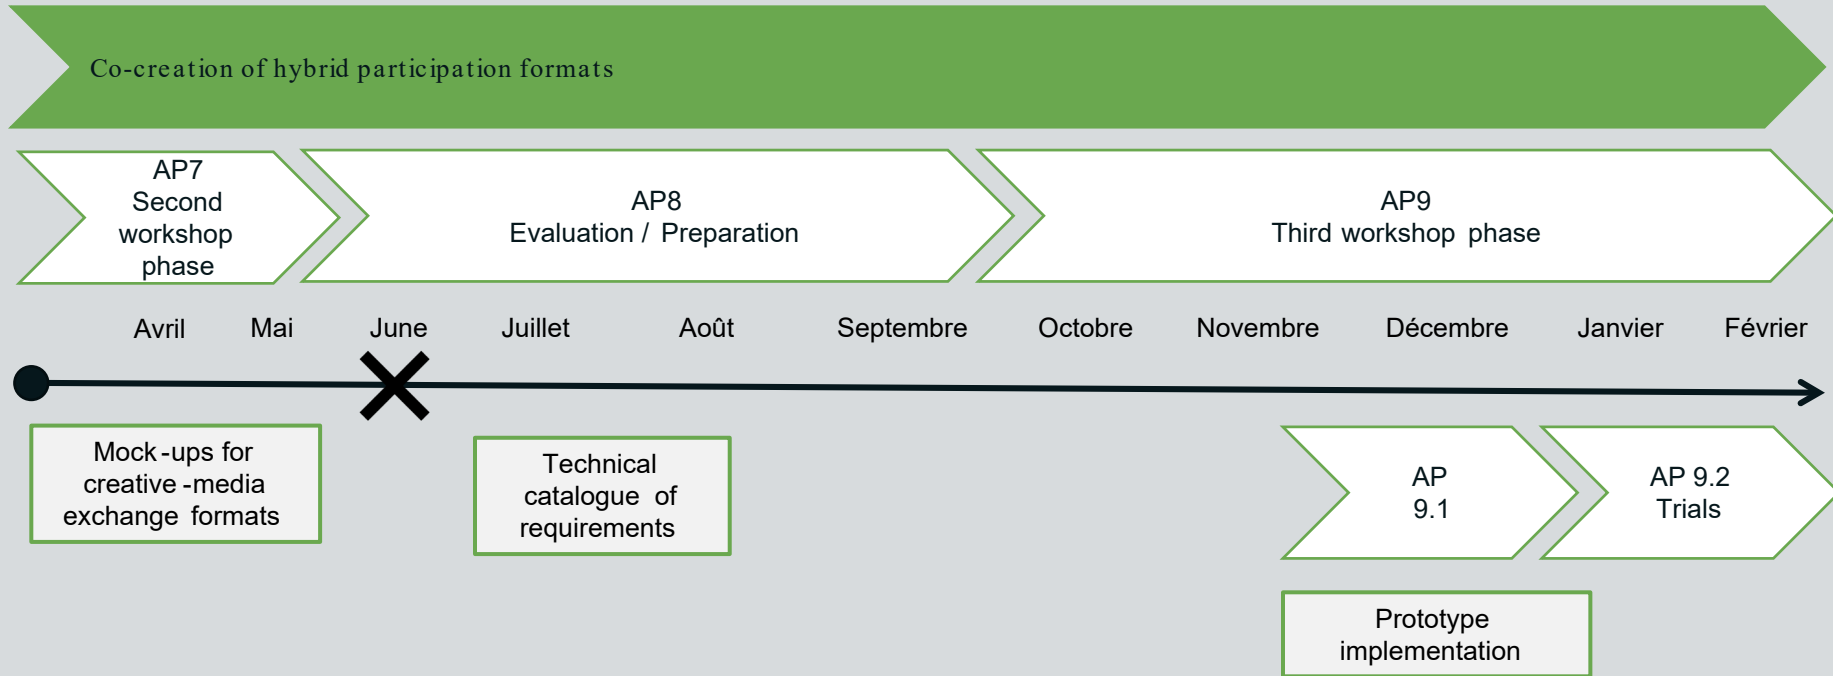 Co-creation of hybrid participation formats
AP7
Second
workshop
phase
AP8
Evaluation / Preparation
AP9
Third workshop phase
Avril Mai June Juillet Août Septembre Octobre Novembre Décembre Janvier Février
Mock-ups for
creative-media
exchange formats
Technical
catalogue of
requirements
AP
9.1
AP 9.2
Trials
Prototype
implementation